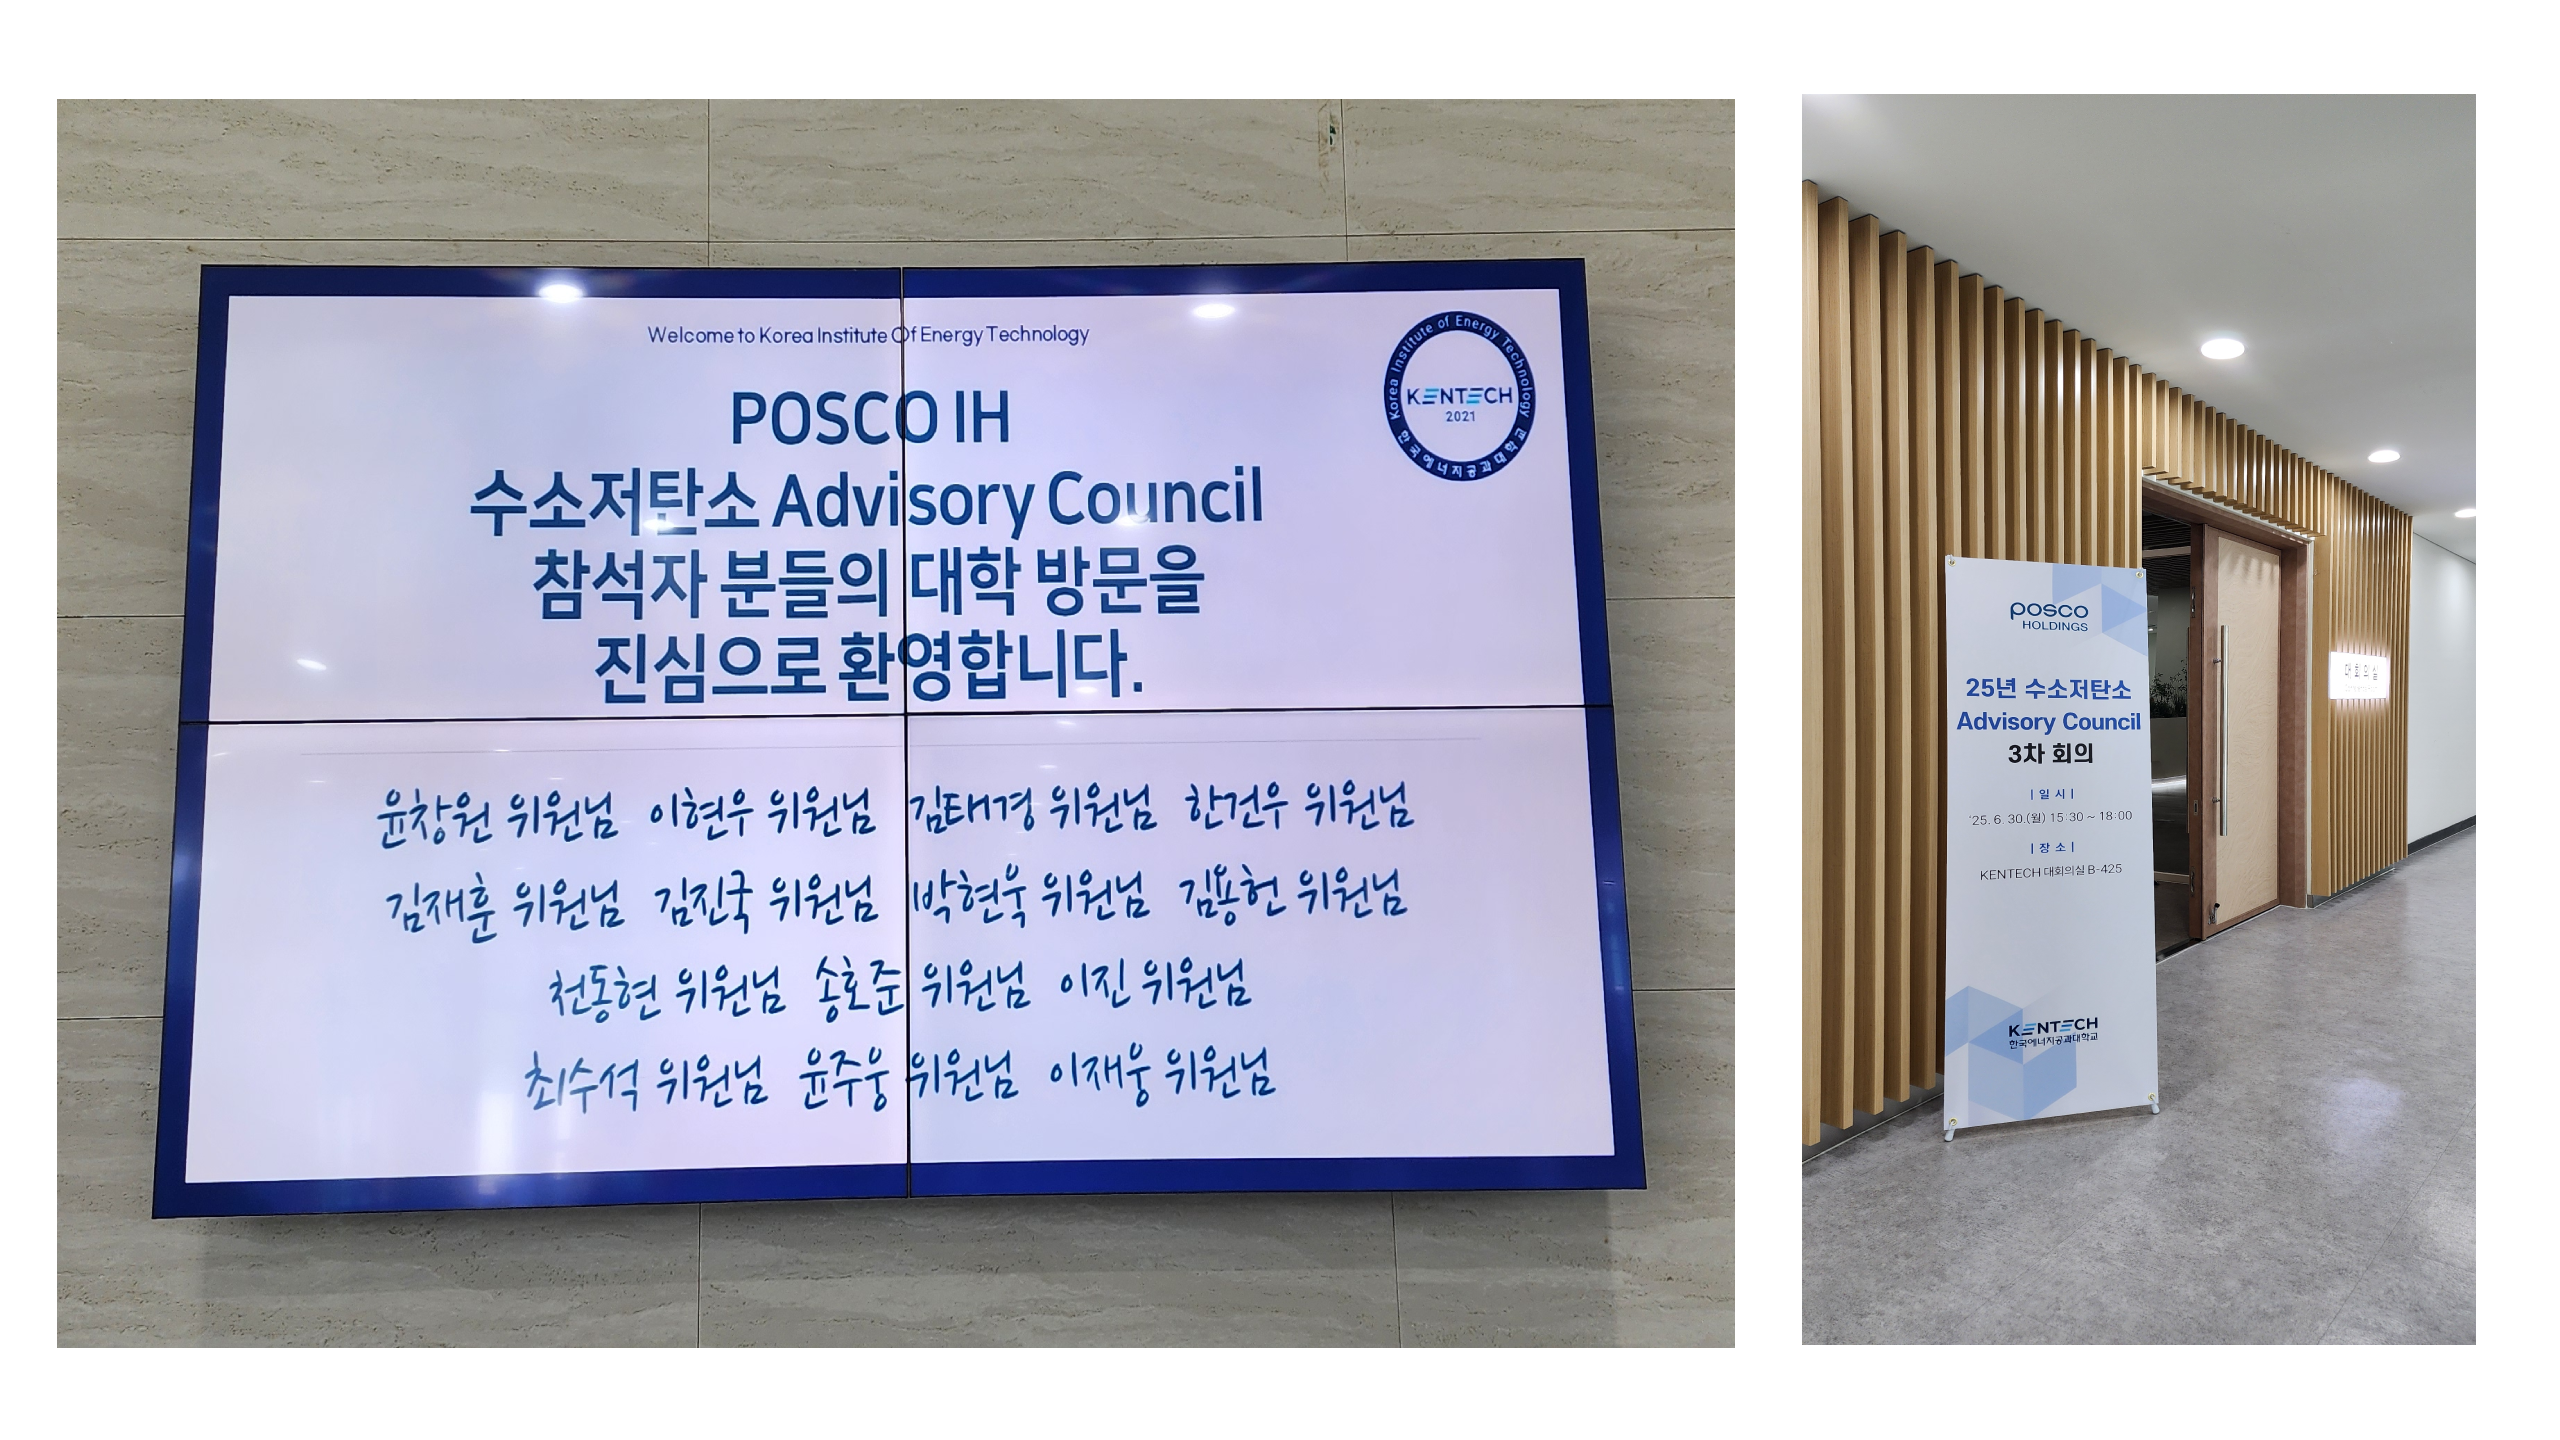 Welcome to Korea Institute Of Energy Technology
Korea Institute of Energy Technology
KENTECH
2021
한국에너지공과대학교
POSCO IH
수소저탄소 Advisory Council
참석자 분들의 대학 방문을
진심으로 환영합니다.
윤창원 위원님 이현우 위원님 김태경 위원님 한건우 위원님
김재훈 위원님 김진국 위원님 박현욱 위원님 김용헌 위원님
천동현 위원님 송호준 위원님 이진 위원님
최수석 위원님 윤주웅 위원님 이재웅 위원님
posco
HOLDINGS
25년 수소저탄소
Advisory Council
3차 회의
| 일 시 |
'25. 6. 30.(월) 15:30 ~ 18:00
| 장 소 |
KENTECH 대회의실 B-425
KENTECH
한국에너지공과대학교
대회의실